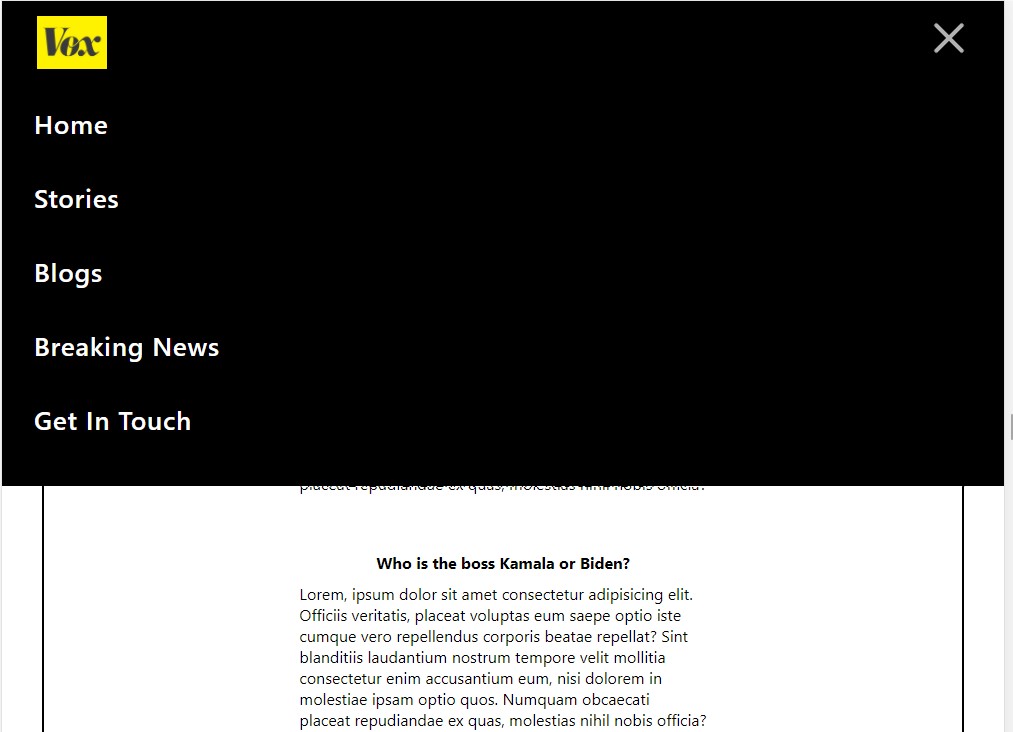 Vox
Home
Stories
Blogs
Breaking News
Get In Touch
placeat repudiandae ex quas, molestias nihil nobis officia?
Who is the boss Kamala or Biden?
Lorem, ipsum dolor sit amet consectetur adipisicing elit.
Officiis veritatis, placeat voluptas eum saepe optio iste
cumque vero repellendus corporis beatae repellat? Sint
blanditiis laudantium nostrum tempore velit mollitia
consectetur enim accusantium eum, nisi dolorem in
molestiae ipsam optio quos. Numquam obcaecati
placeat repudiandae ex quas, molestias nihil nobis officia?